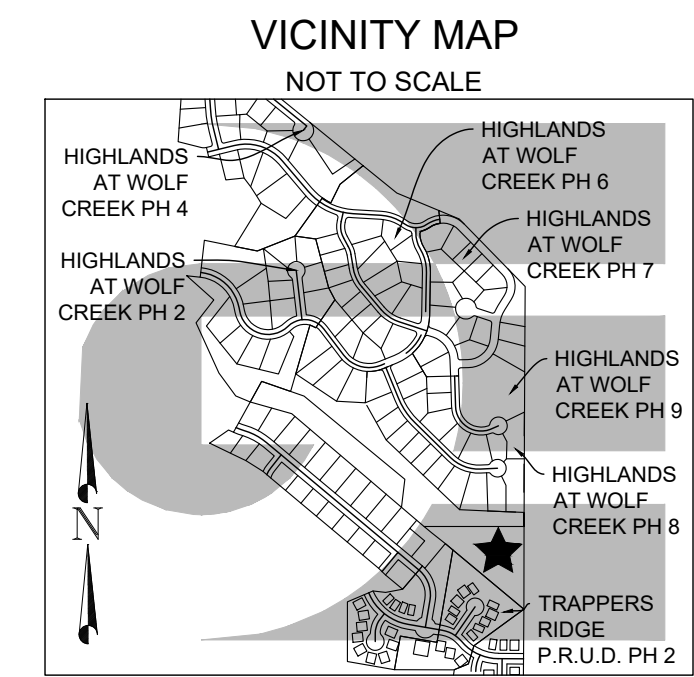 VICINITY MAP
NOT TO SCALE
HIGHLANDS
AT WOLF
CREEK PH 4
HIGHLANDS
AT WOLF
CREEK PH 6
HIGHLANDS
AT WOLF
CREEK PH 7
HIGHLANDS
AT WOLF
CREEK PH 2
HIGHLANDS
AT WOLF
CREEK PH 9
HIGHLANDS
AT WOLF
CREEK PH 8
N
TRAPPERS
RIDGE
P.R.U.D. PH 2